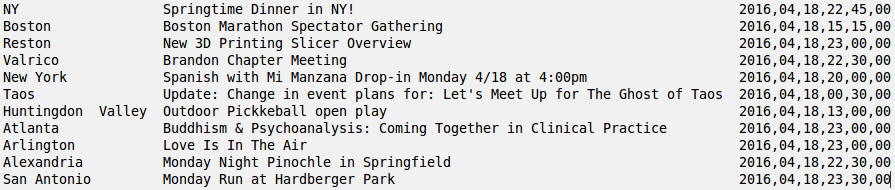 NY Springtime Dinner in NY! 2016,04,18,22,45,00
Boston Boston Marathon Spectator Gathering 2016,04,18,15,15,00
Reston New 3D Printing Slicer Overview 2016,04,18,23,00,00
Valrico Brandon Chapter Meeting 2016,04,18,22,30,00
New York Spanish with Mi Manzana Drop-in Monday 4/18 at 4:00pm 2016,04,18,20,00,00
Taos Update: Change in event plans for: Let's Meet Up for The Ghost of Taos 2016,04,18,00,30,00
Huntingdon  Valley Outdoor Pickkeball open play 2016,04,18,13,00,00
Atlanta Buddhism & Psychoanalysis: Coming Together in Clinical Practice 2016,04,18,23,00,00
Arlington Love Is In The Air 2016,04,18,23,00,00
Alexandria Monday Night Pinochle in Springfield 2016,04,18,22,30,00
San Antonio Monday Run at Hardberger Park 2016,04,18,23,30,00